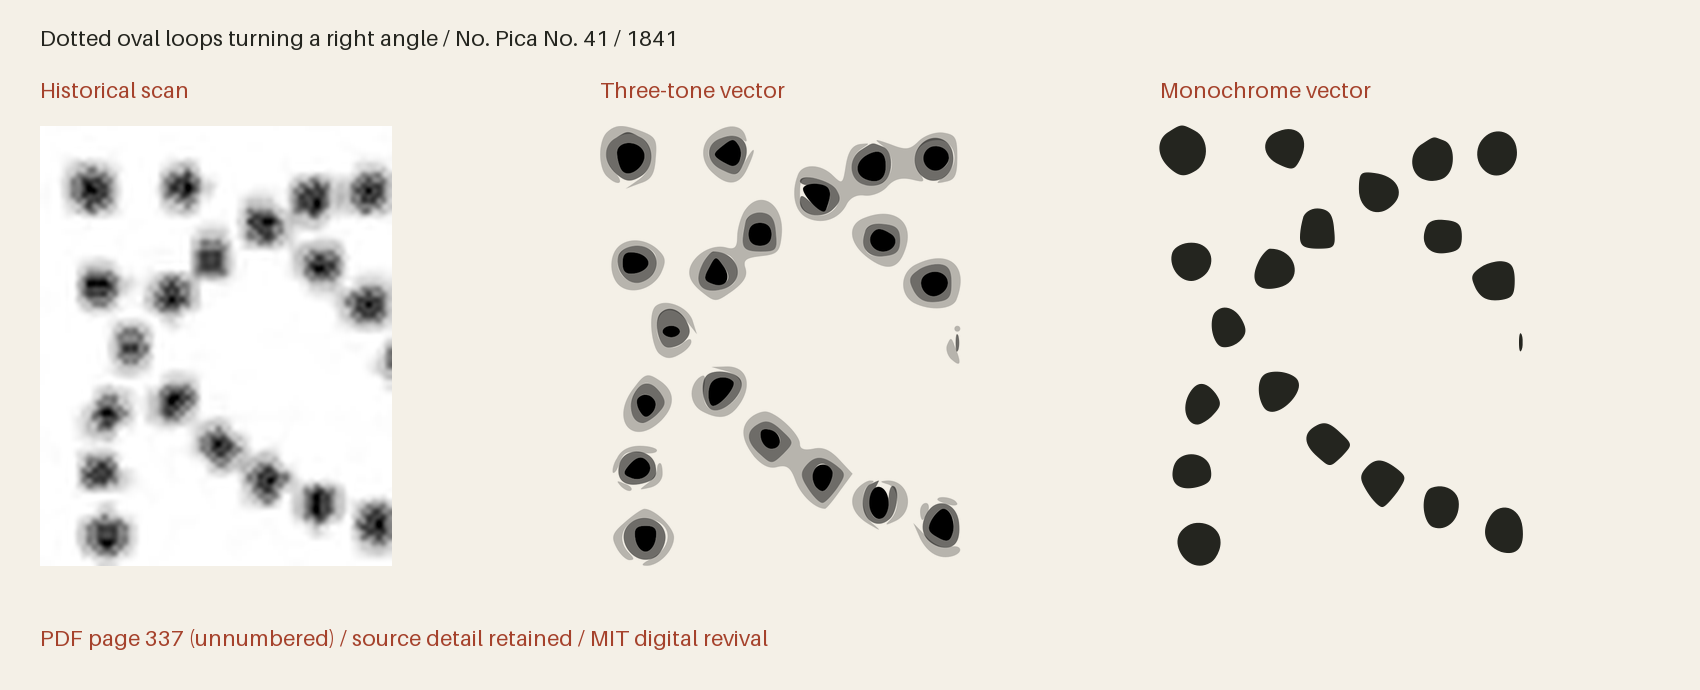 Dotted oval loops turning a right angle / No. Pica No. 41 / 1841
Historical scan
Three-tone vector
Monochrome vector
PDF page 337 (unnumbered) / source detail retained / MIT digital revival